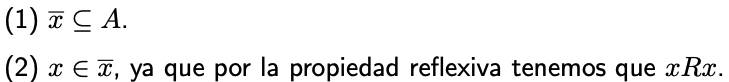 (1) x̅ ⊆ A.
(2) x ∈ x̅, ya que por la propiedad reflexiva tenemos que xRx.